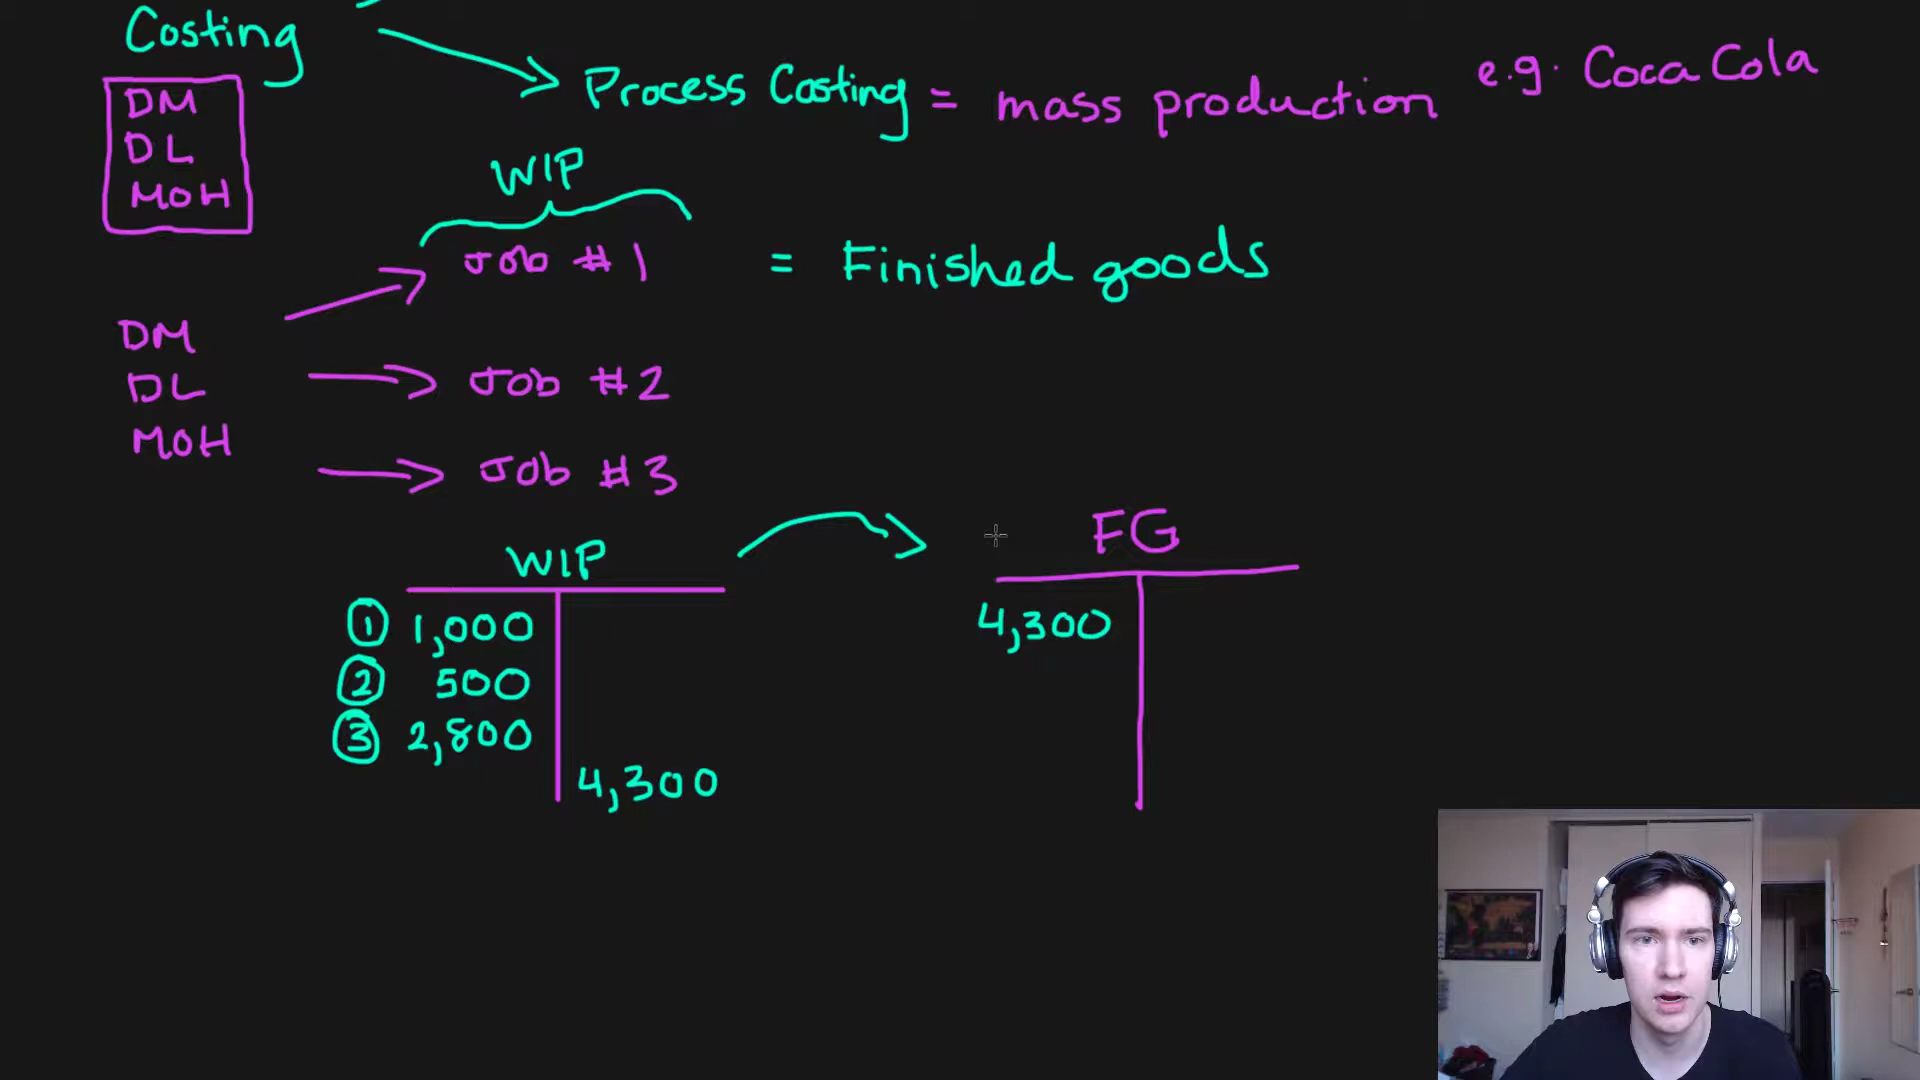 Costing
Process Costing = mass production e.g. Coca Cola
DM
DL
MOH
WIP
Job #1 = Finished goods
DM
DL
MOH
Job #2
Job #3
WIP
① 1,000
② 500
③ 2,800
4,300
FG
4,300